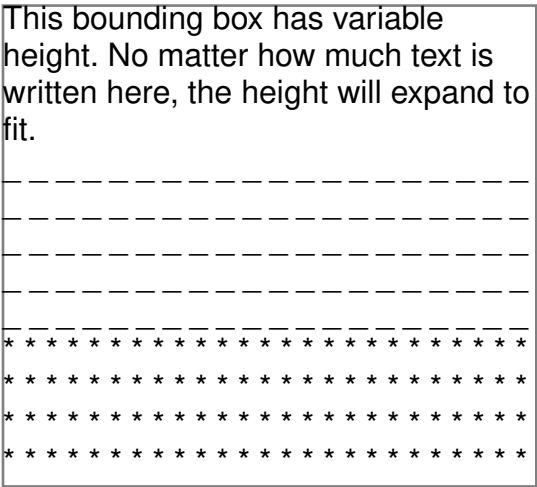 This bounding box has variable
height. No matter how much text is
written here, the height will expand to
fit.
_ _ _ _ _ _ _ _ _ _ _ _ _ _ _ _ _ _ _ _
_ _ _ _ _ _ _ _ _ _ _ _ _ _ _ _ _ _ _ _
_ _ _ _ _ _ _ _ _ _ _ _ _ _ _ _ _ _ _ _
_ _ _ _ _ _ _ _ _ _ _ _ _ _ _ _ _ _ _ _
_ _ _ _ _ _ _ _ _ _ _ _ _ _ _ _ _ _ _ _
* * * * * * * * * * * * * * * * * * * * * * * * *
* * * * * * * * * * * * * * * * * * * * * * * * *
* * * * * * * * * * * * * * * * * * * * * * * * *
* * * * * * * * * * * * * * * * * * * * * * * * *